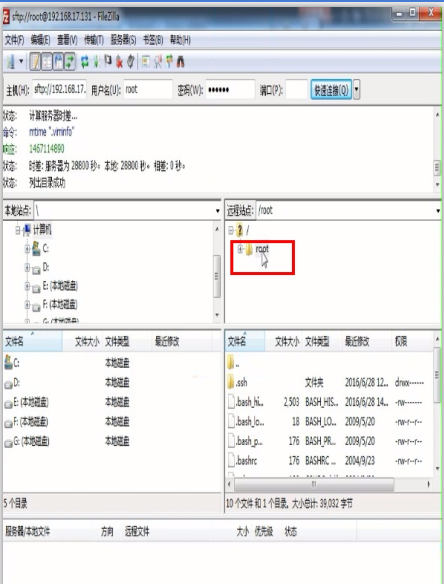 sftp://root@192.168.17.131 - FileZilla
文件(F) 编辑(E) 查看(V) 传输(T) 服务器(S) 书签(B) 帮助(H)
主机(H): sftp://192.168.17. 用户名(U): root 密码(W): ●●●●●● 端口(P): 快速连接(Q)
状态: 计算服务器时差...
命令: mtime ".viminfo"
响应: 1467114890
状态: 时差: 服务器为 28800 秒。 本地: 28800 秒。 相差: 0 秒。
状态: 列出目录成功
本地站点: \
计算机
C:
D:
E: (本地磁盘)
F: (本地磁盘)
G: (本地磁盘)
远程站点: /root
/
root
文件名 文件大小 文件类型 最近修改
C: 本地磁盘
D: 本地磁盘
E: (本地磁盘) 本地磁盘
F: (本地磁盘) 本地磁盘
G: (本地磁盘) 本地磁盘
5 个目录
文件名 文件大小 文件类型 最近修改 权限
..
.ssh 文件夹 2016/6/28 12... drwx------
.bash_hi... 2,503 BASH_HIS... 2016/6/28 14... -rw-------
.bash_lo... 18 BASH_LO... 2009/5/20 -rw-r--r--
.bash_p... 176 BASH_PR... 2009/5/20 -rw-r--r--
.bashrc 176 BASHRC ... 2004/9/23 -rw-r--r--
10 个文件 和 1 个目录。大小总计: 39,032 字节
服务器/本地文件 方向 远程文件 大小 优先级 状态